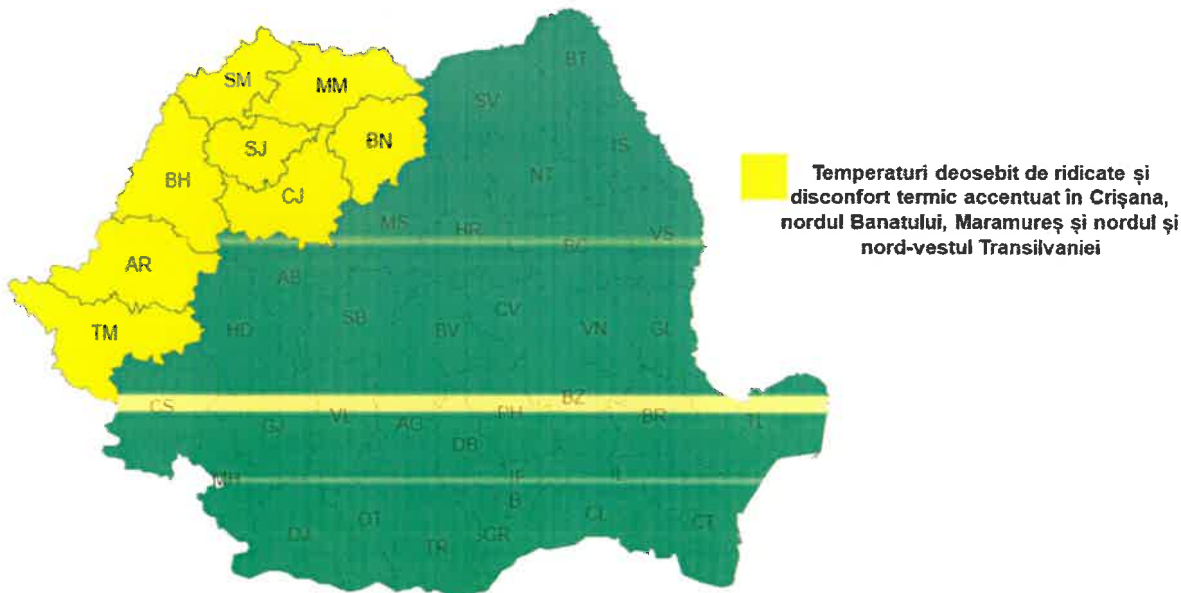 BT
SM
MM
SV
BN
SJ
IS
BH
NT
CJ
MS
HR
BC
VS
AR
AB
SB
CV
HD
BV
VN
GL
TM
CS
BZ
VL
AG
PH
BR
TL
GJ
DB
MH
IF
IL
B
OT
CL
CT
DJ
GR
TR
Temperaturi deosebit de ridicate și
disconfort termic accentuat în Crișana,
nordul Banatului, Maramureș și nordul și
nord-vestul Transilvaniei